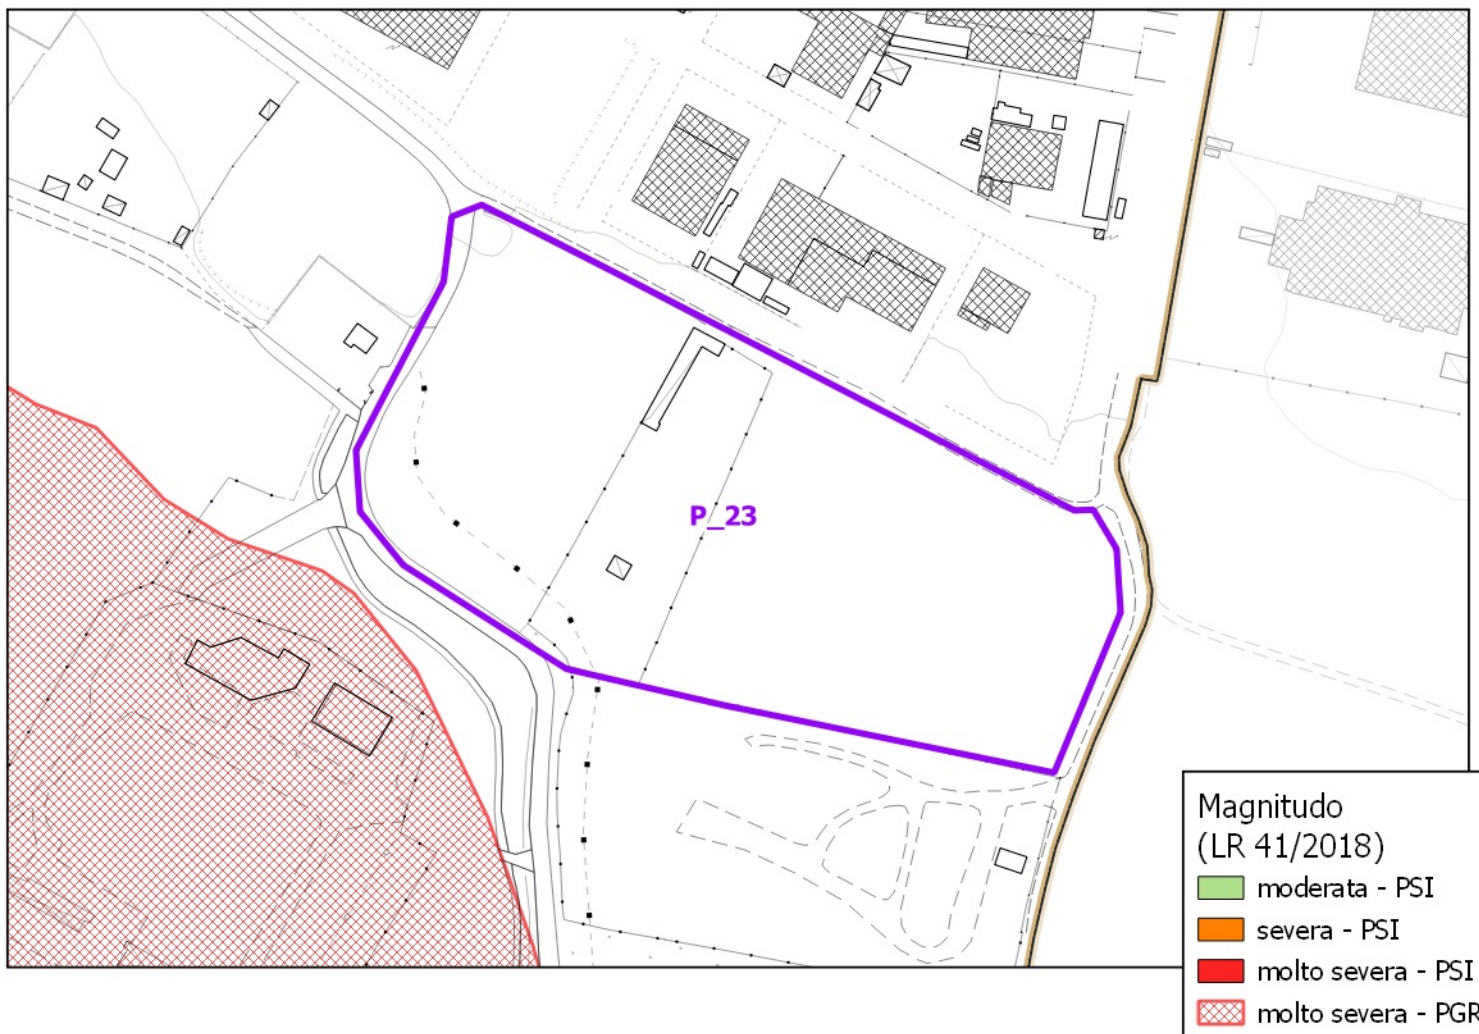 P_23
Magnitudo
(LR 41/2018)
moderata - PSI
severa - PSI
molto severa - PSI
molto severa - PGR